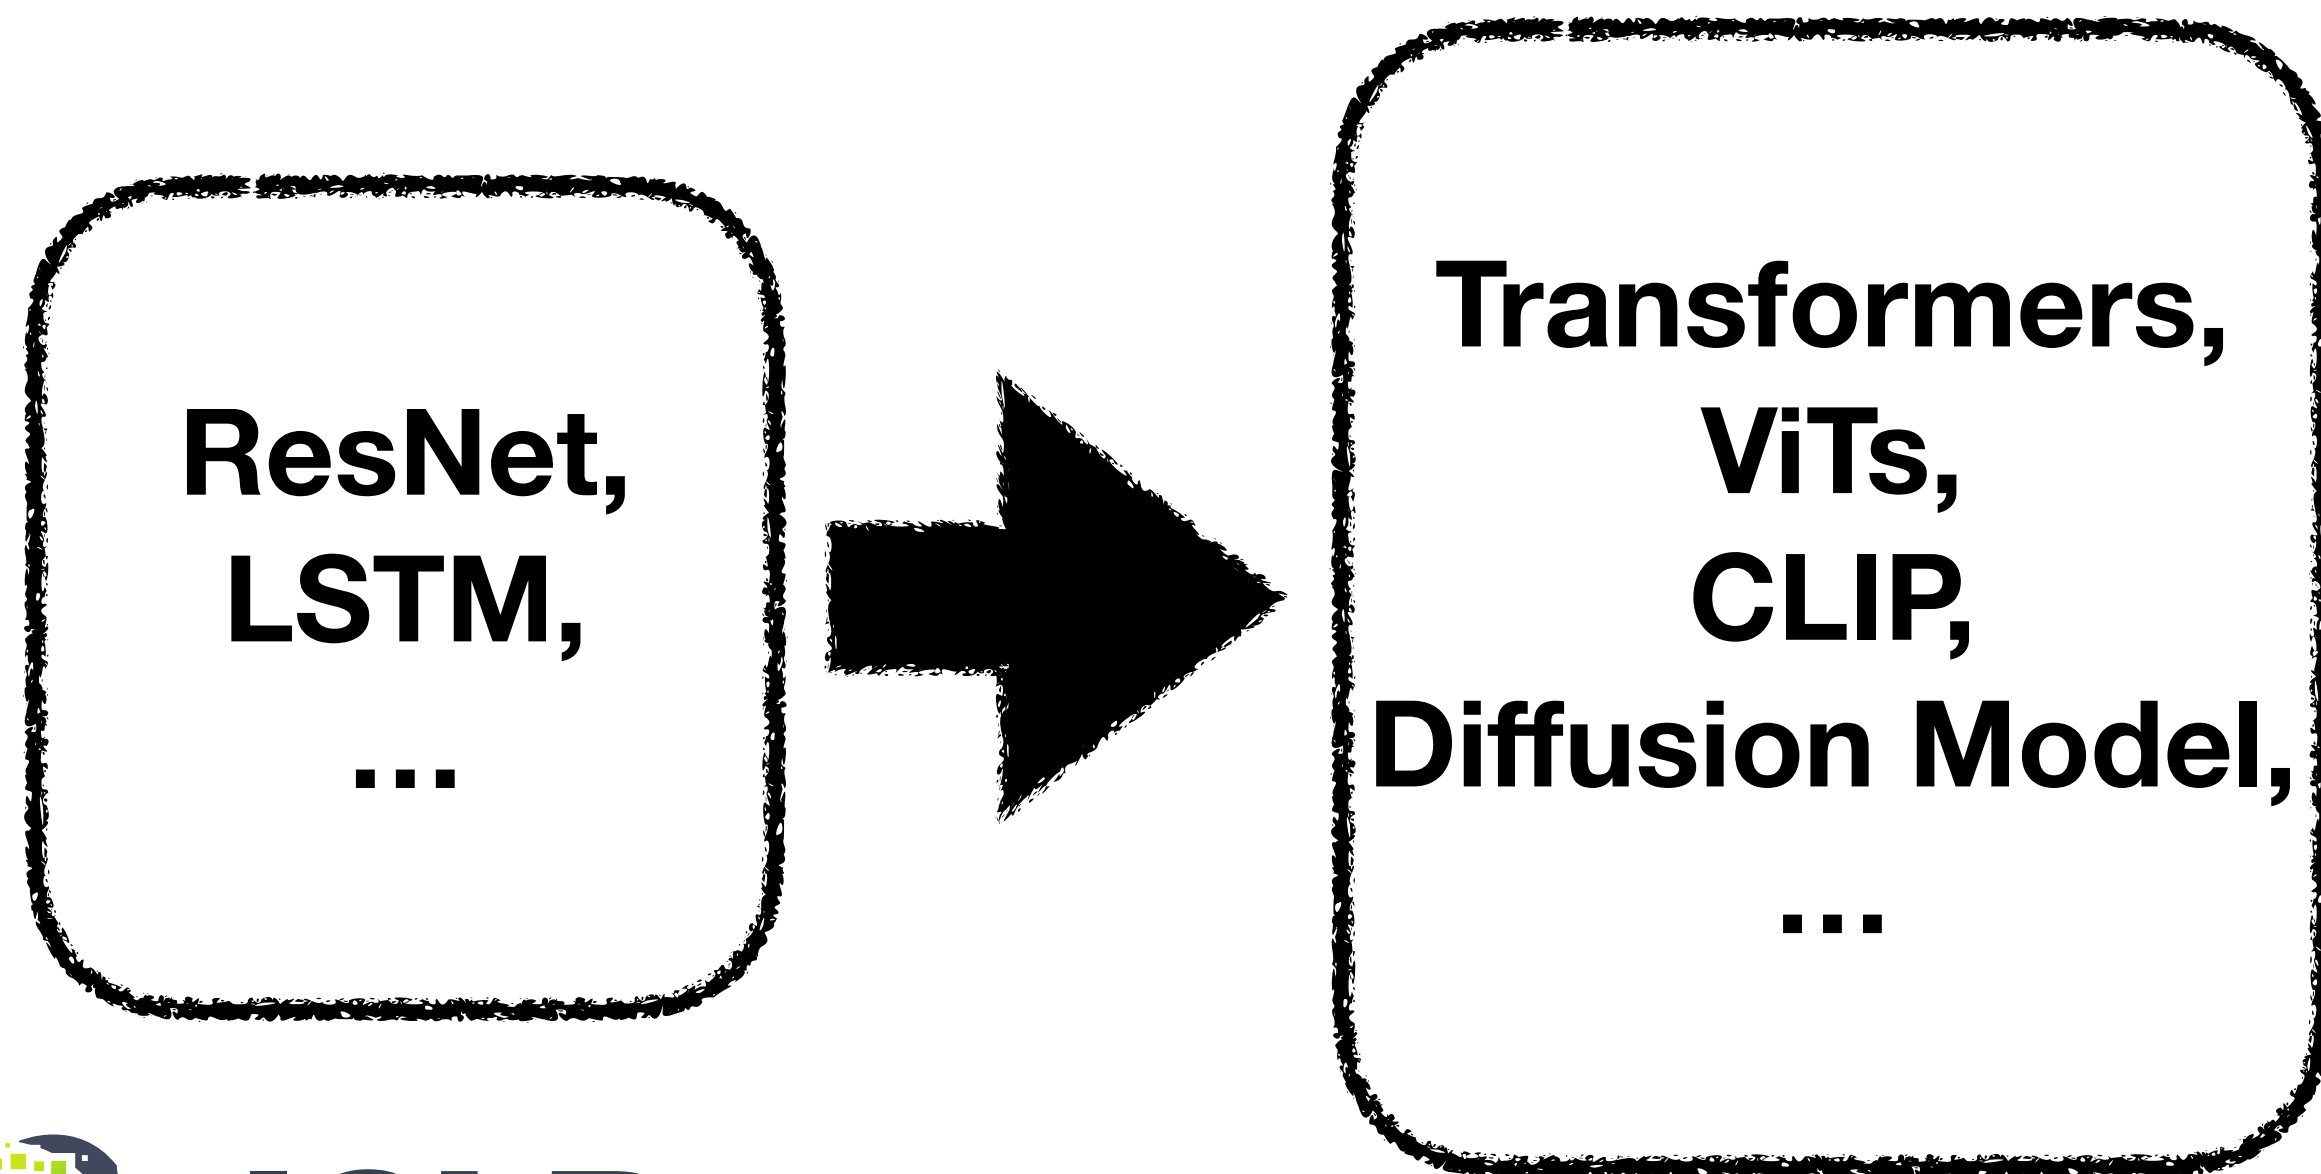 ResNet,
LSTM,
...
Transformers,
ViTs,
CLIP,
Diffusion Model,
...